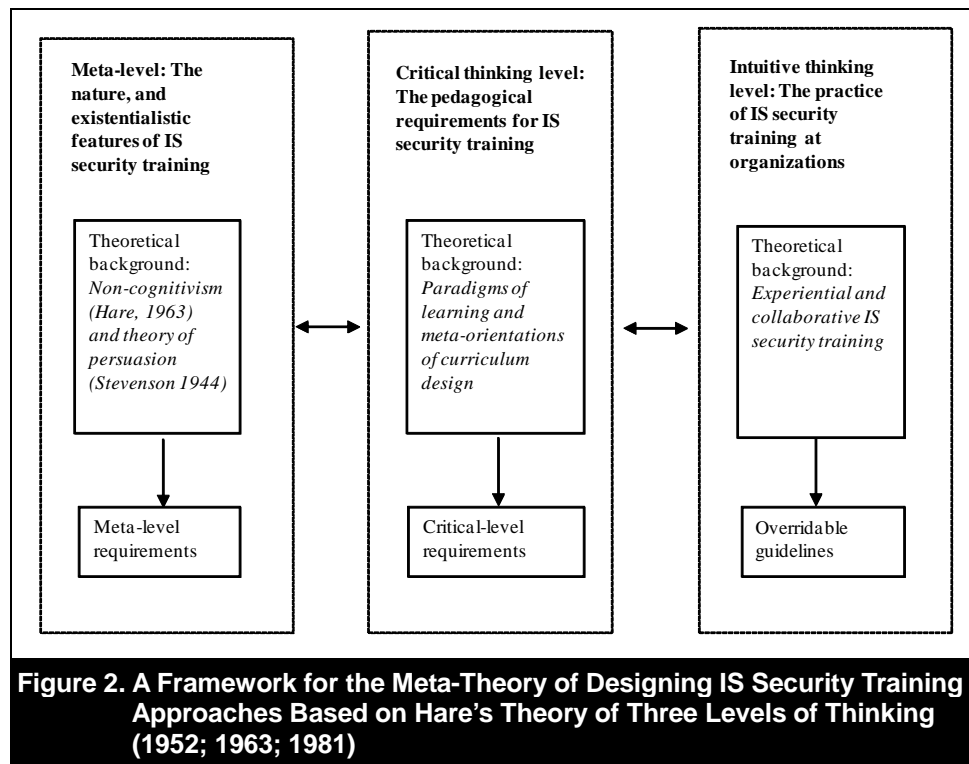 Meta-level: The
nature, and
existentialistic
features of IS
security training
Theoretical
background:
Non-cognitivism
(Hare, 1963)
and theory of
persuasion
(Stevenson 1944)
Meta-level
requirements
Critical thinking level:
The pedagogical
requirements for IS
security training
Theoretical
background:
Paradigms of
learning and
meta-orientations
of curriculum
design
Critical-level
requirements
Intuitive thinking
level: The practice
of IS security
training at
organizations
Theoretical
background:
Experiential and
collaborative IS
security training
Overridable
guidelines
Figure 2. A Framework for the Meta-Theory of Designing IS Security Training
Approaches Based on Hare's Theory of Three Levels of Thinking
(1952; 1963; 1981)